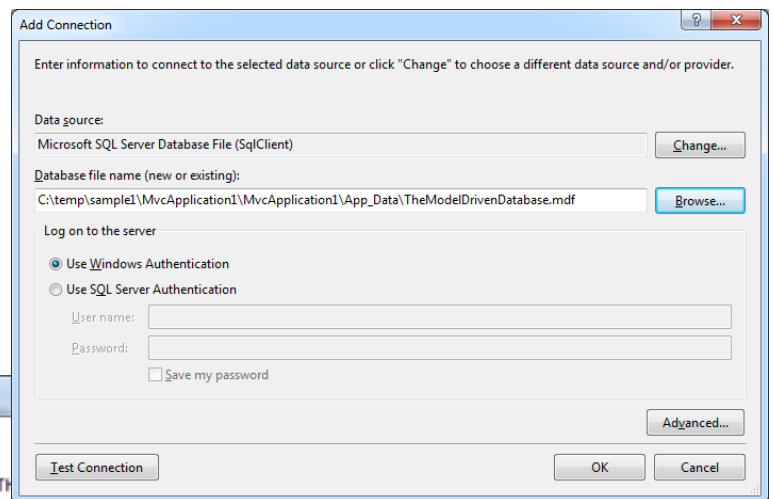 Add Connection
Enter information to connect to the selected data source or click "Change" to choose a different data source and/or provider.
Data source:
Microsoft SQL Server Database File (SqlClient)
Change...
Database file name (new or existing):
C:\temp\sample1\MvcApplication1\MvcApplication1\App_Data\TheModelDrivenDatabase.mdf
Browse...
Log on to the server
Use Windows Authentication
Use SQL Server Authentication
User name:
Password:
Save my password
Advanced...
Test Connection
OK
Cancel